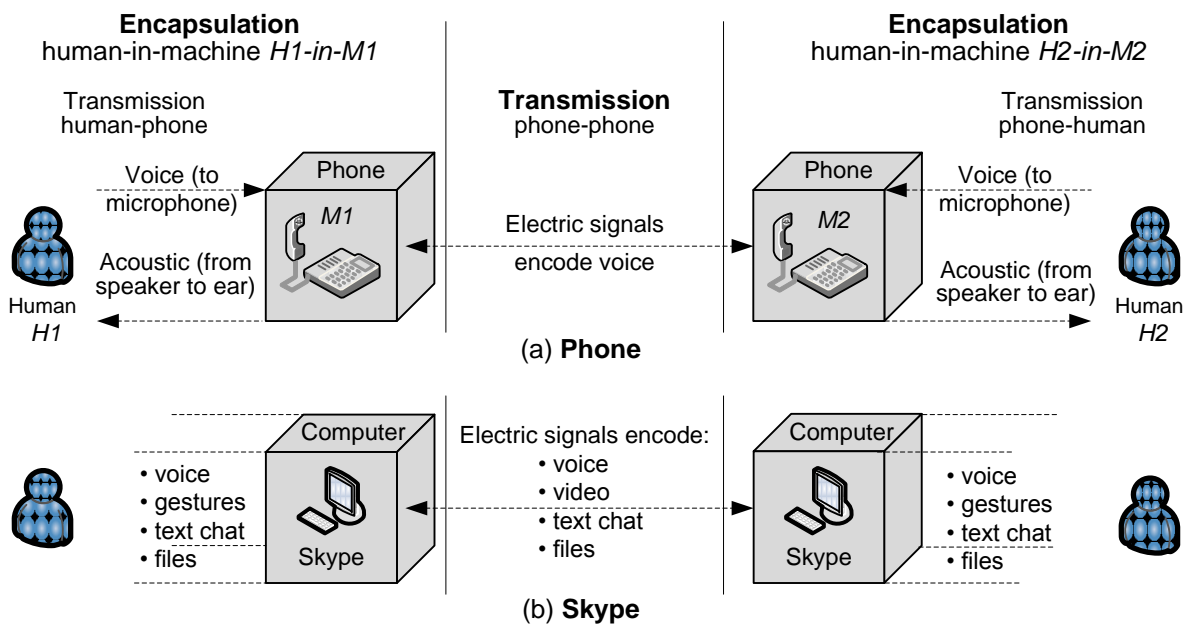 Encapsulation
human-in-machine H1-in-M1
Encapsulation
human-in-machine H2-in-M2
Transmission
human-phone
Transmission
phone-phone
Transmission
phone-human
Voice (to
microphone)
Phone
M1
Acoustic (from
speaker to ear)
Human
H1
Electric signals
encode voice
Phone
M2
Voice (to
microphone)
Acoustic (from
speaker to ear)
Human
H2
(a) Phone
• voice
• gestures
• text chat
• files
Computer
Skype
Electric signals encode:
• voice
• video
• text chat
• files
Computer
Skype
• voice
• gestures
• text chat
• files
(b) Skype